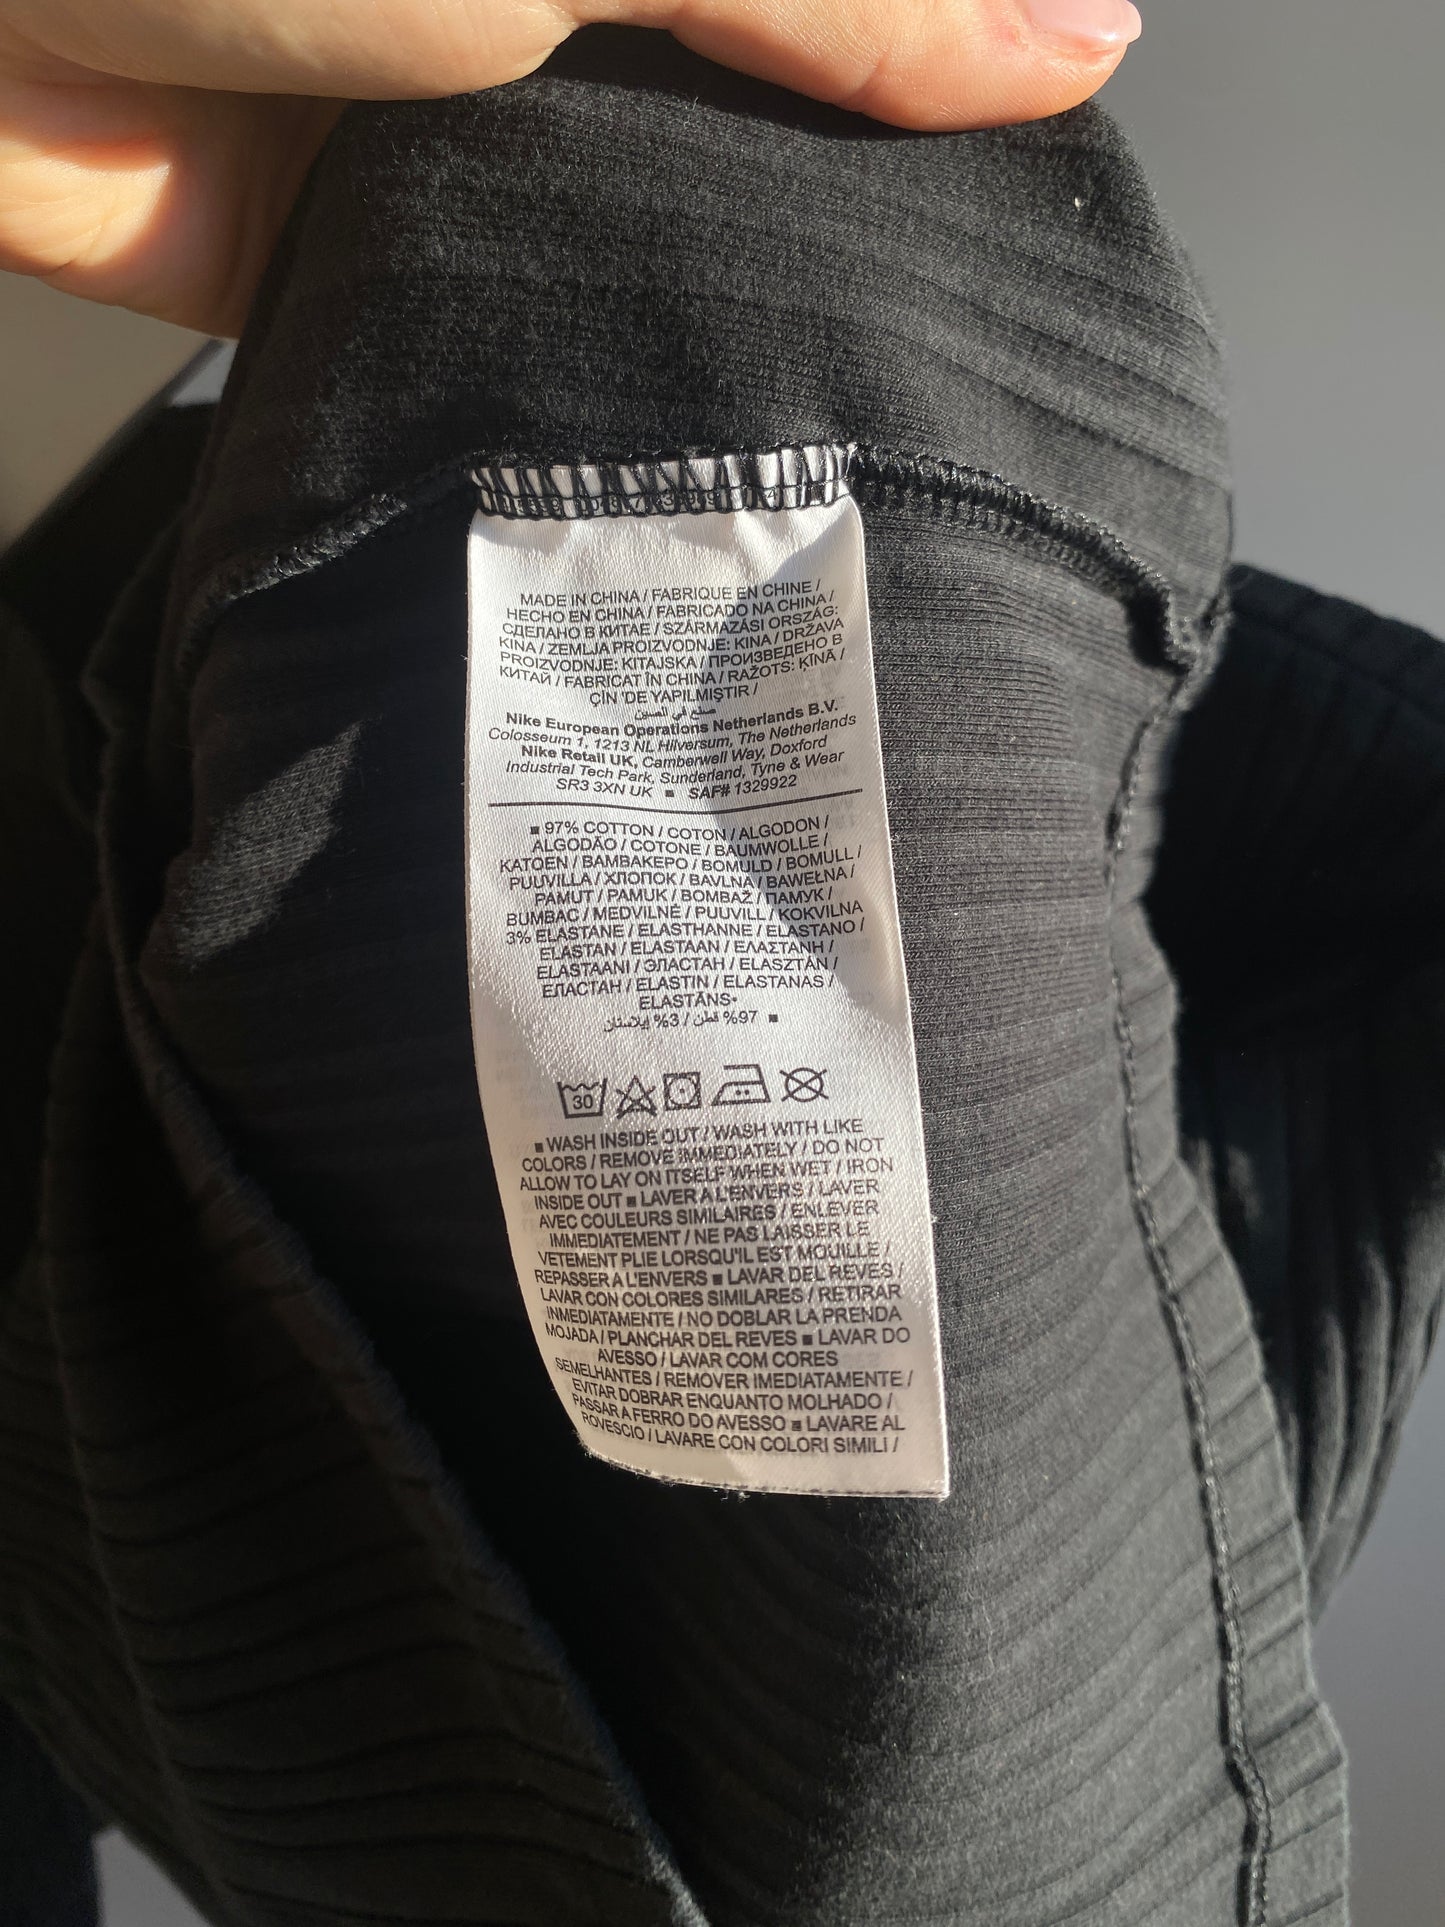 MADE IN CHINA / FABRIQUE EN CHINE /
HECHO EN CHINA / FABRICADO NA CHINA /
СДЕЛАНО В КИТАЕ / SZÁRMAZÁSI ORSZÁG:
KINA / ZEMLJA PROIZVODNJE: KINA / DRŽAVA
PROIZVODNJE: KITAJSKA / ПРОИЗВЕДЕНО В
КИТАЙ / FABRICAT ÎN CHINA / RAŽOTS: ĶĪNĀ /
ÇİN 'DE YAPILMIŞTIR /
صنع في الصين
Nike European Operations Netherlands B.V.
Colosseum 1, 1213 NL Hilversum, The Netherlands
Nike Retail UK, Camberwell Way, Doxford
Industrial Tech Park, Sunderland, Tyne & Wear
SR3 3XN UK ■ SAF# 1329922
■ 97% COTTON / COTON / ALGODON /
ALGODÃO / COTONE / BAUMWOLLE /
KATOEN / ΒΑΜΒΑΚΕΡΟ / BOMULD / BOMULL /
PUUVILLA / ХЛОПОК / BAVLNA / BAWEŁNA /
PAMUT / PAMUK / BOMBAŽ / ПАМУК /
BUMBAC / MEDVILNĖ / PUUVILL / KOKVILNA
3% ELASTANE / ELASTHANNE / ELASTANO /
ELASTAN / ELASTAAN / ΕΛΑΣΤΑΝΗ /
ELASTAANI / ЭЛАСТАН / ELASZTÁN /
ЕЛАСТАН / ELASTIN / ELASTANAS /
ELASTĀNS•
■ 97% قطن / 3% إيلاستان
30
■ WASH INSIDE OUT / WASH WITH LIKE
COLORS / REMOVE IMMEDIATELY / DO NOT
ALLOW TO LAY ON ITSELF WHEN WET / IRON
INSIDE OUT ■ LAVER A L'ENVERS / LAVER
AVEC COULEURS SIMILAIRES / ENLEVER
IMMEDIATEMENT / NE PAS LAISSER LE
VETEMENT PLIE LORSQU'IL EST MOUILLE /
REPASSER A L'ENVERS ■ LAVAR DEL REVES /
LAVAR CON COLORES SIMILARES / RETIRAR
INMEDIATAMENTE / NO DOBLAR LA PRENDA
MOJADA / PLANCHAR DEL REVES ■ LAVAR DO
AVESSO / LAVAR COM CORES
SEMELHANTES / REMOVER IMEDIATAMENTE /
EVITAR DOBRAR ENQUANTO MOLHADO /
PASSAR A FERRO DO AVESSO ■ LAVARE AL
ROVESCIO / LAVARE CON COLORI SIMILI /